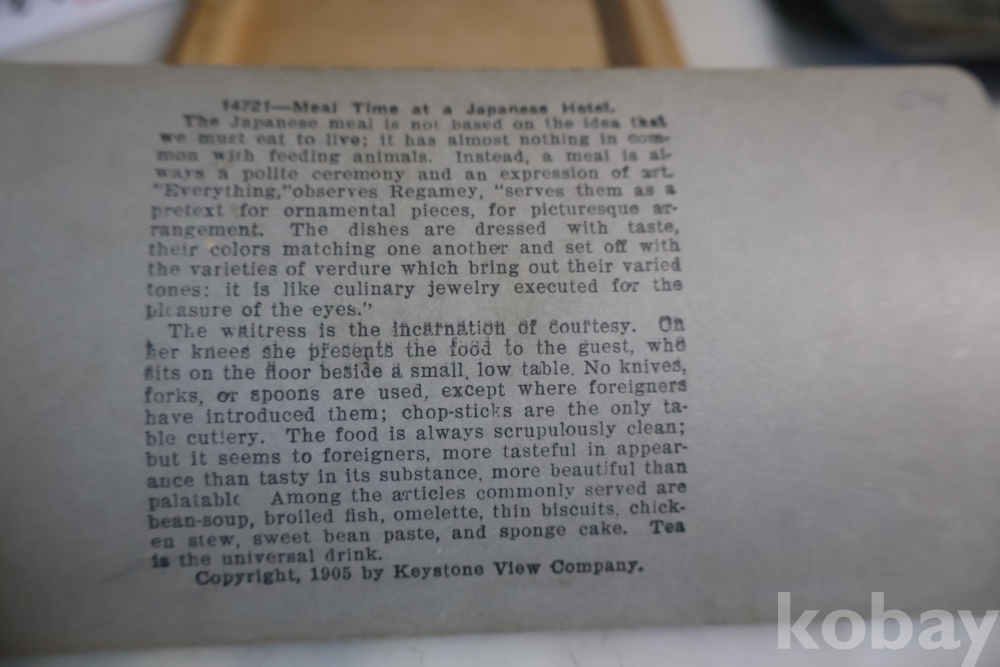 14721—Meal Time at a Japanese Hotel.
The Japanese meal is not based on the idea that
we must eat to live; it has almost nothing in com-
mon with feeding animals. Instead, a meal is al-
ways a polite ceremony and an expression of art.
"Everything,"observes Regamey, "serves them as a
pretext for ornamental pieces, for picturesque ar-
rangement. The dishes are dressed with taste,
their colors matching one another and set off with
the varieties of verdure which bring out their varied
tones; it is like culinary jewelry executed for the
pleasure of the eyes."
The waitress is the incarnation of courtesy. On
her knees she presents the food to the guest, who
sits on the floor beside a small, low table. No knives,
forks, or spoons are used, except where foreigners
have introduced them; chop-sticks are the only ta-
ble cutlery. The food is always scrupulously clean;
but it seems to foreigners, more tasteful in appear-
ance than tasty in its substance, more beautiful than
palatable Among the articles commonly served are
bean-soup, broiled fish, omelette, thin biscuits, chick-
en stew, sweet bean paste, and sponge cake. Tea
is the universal drink.
Copyright, 1905 by Keystone View Company.
kobay